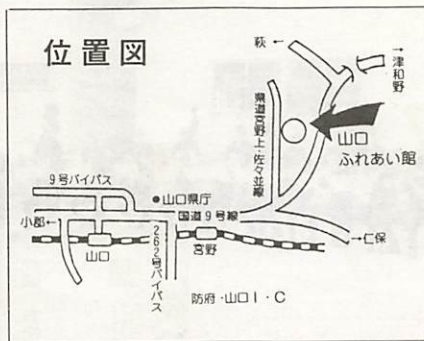 位置図
萩←
→津和野
県道宮野上・佐々並線
山口
ふれあい館
9号バイパス
●山口県庁
国道9号線
小郡←
山口
262号バイパス
宮野
→仁保
防府・山口I・C